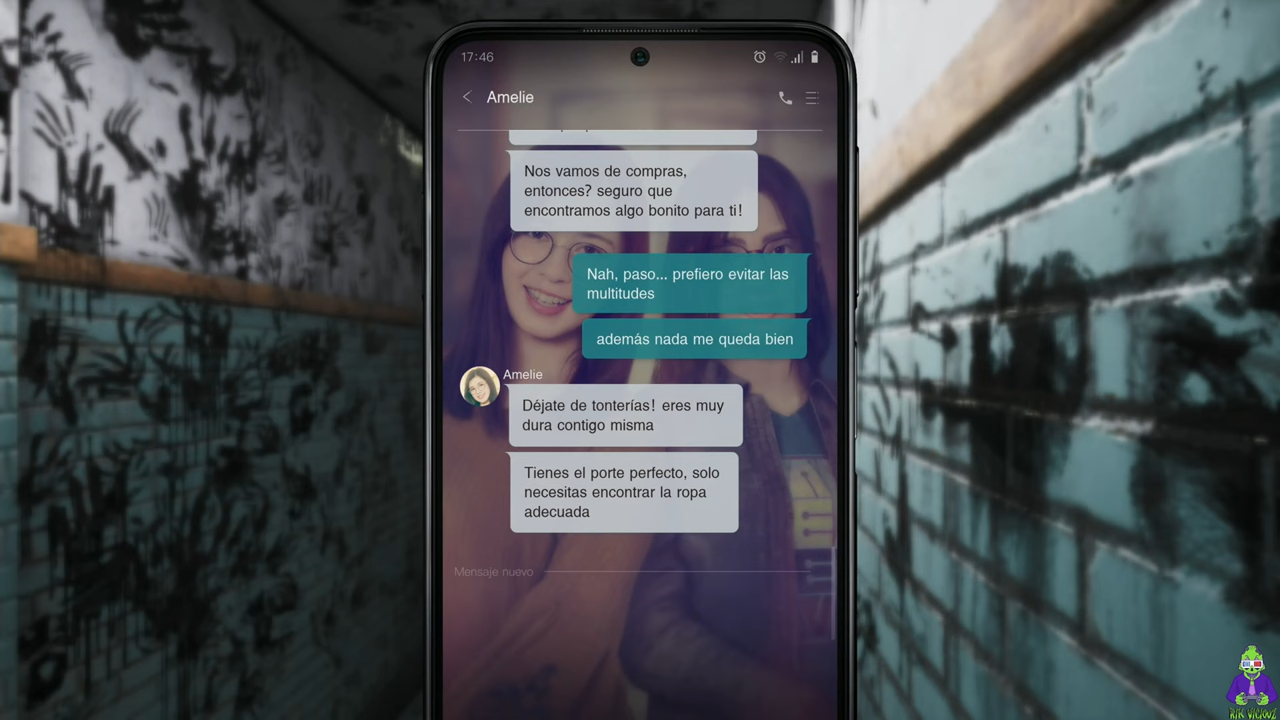 17:46
Amelie
Nos vamos de compras,
entonces? seguro que
encontramos algo bonito para ti!
Nah, paso... prefiero evitar las
multitudes
además nada me queda bien
Amelie
Déjate de tonterías! eres muy
dura contigo misma
Tienes el porte perfecto, solo
necesitas encontrar la ropa
adecuada
Mensaje nuevo